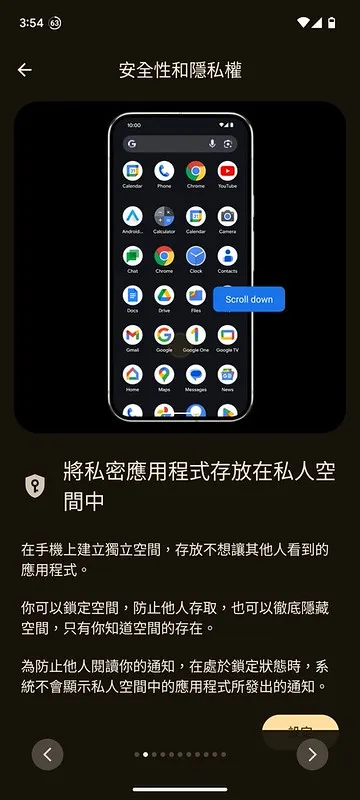 3:54 63
安全性和隱私權
10:00
Calendar Phone Chrome YouTube
Android... Calculator Calendar Camera
Chat Chrome Clock Contacts
Docs Drive Files
Scroll down
Gmail Google Google One Google TV
Home Maps Messages News
將私密應用程式存放在私人空
間中
在手機上建立獨立空間，存放不想讓其他人看到的
應用程式。
你可以鎖定空間，防止他人存取，也可以徹底隱藏
空間，只有你知道空間的存在。
為防止他人閱讀你的通知，在處於鎖定狀態時，系
統不會顯示私人空間中的應用程式所發出的通知。